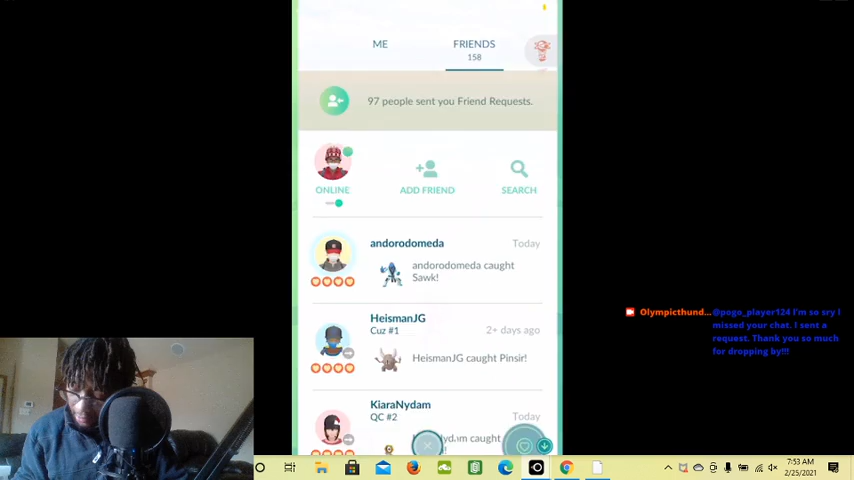 ME
FRIENDS
158
97 people sent you Friend Requests.
ONLINE
ADD FRIEND
SEARCH
andorodomeda
Today
andorodomeda caught
Sawk!
HeismanJG
Cuz #1
2+ days ago
HeismanJG caught Pinsir!
KiaraNydam
QC #2
Today
caught
Olympicthund... @pogo_player124 I'm so sry I
missed your chat. I sent a
request. Thank you so much
for dropping by!!!
7:53 AM
2/25/2021